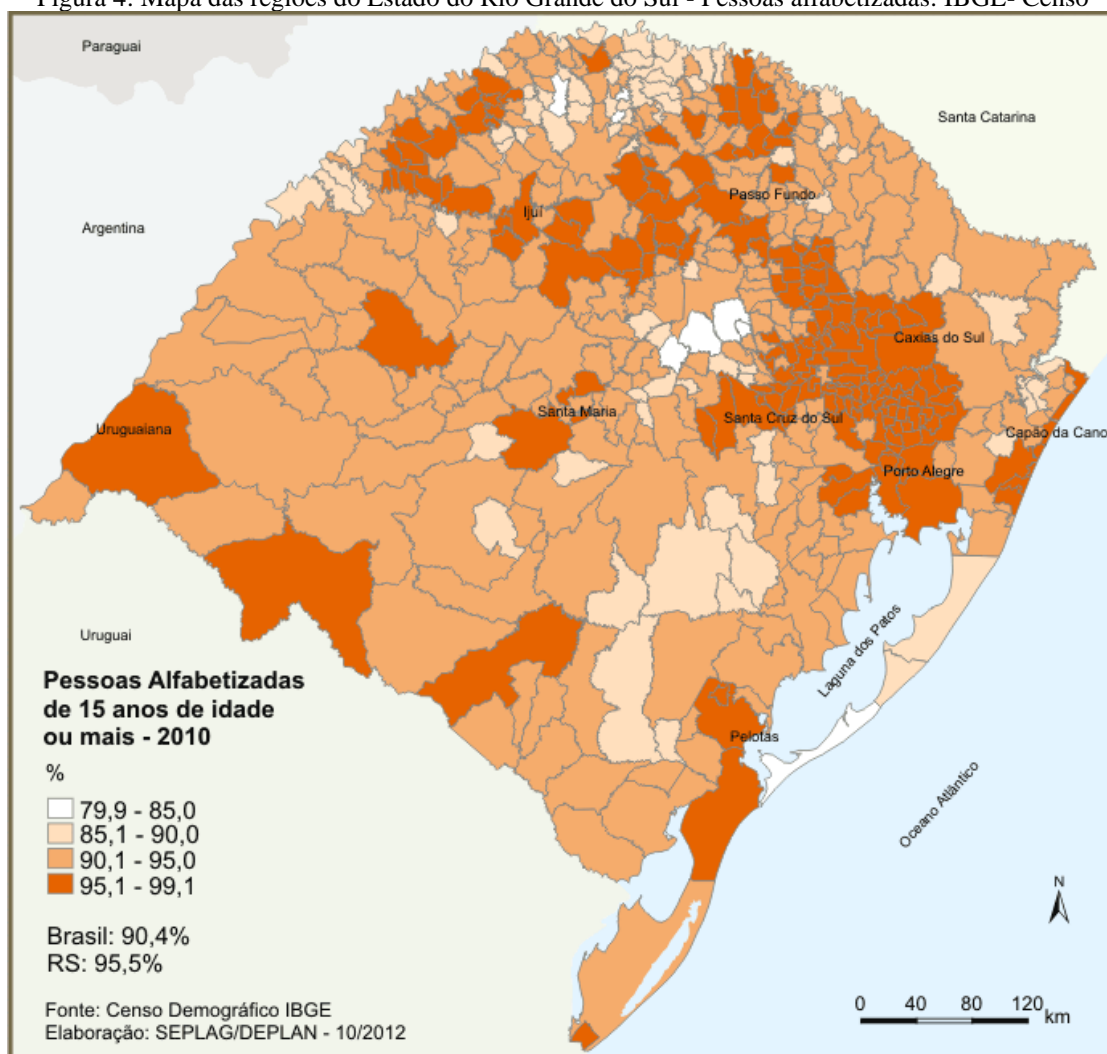 Figura 4: Mapa das regiões do Estado do Rio Grande do Sul - Pessoas alfabetizadas. IBGE- Censo
Paraguai
Santa Catarina
Argentina
Passo Fundo
Ijuí
Caxias do Sul
Santa Maria
Santa Cruz do Sul
Uruguaiana
Capão da Cano
Porto Alegre
Uruguai
Laguna dos Patos
Pelotas
Oceano Atlântico
Pessoas Alfabetizadas
de 15 anos de idade
ou mais - 2010
%
79,9 - 85,0
85,1 - 90,0
90,1 - 95,0
95,1 - 99,1
Brasil: 90,4%
RS: 95,5%
Fonte: Censo Demográfico IBGE
Elaboração: SEPLAG/DEPLAN - 10/2012
N
0 40 80 120 km